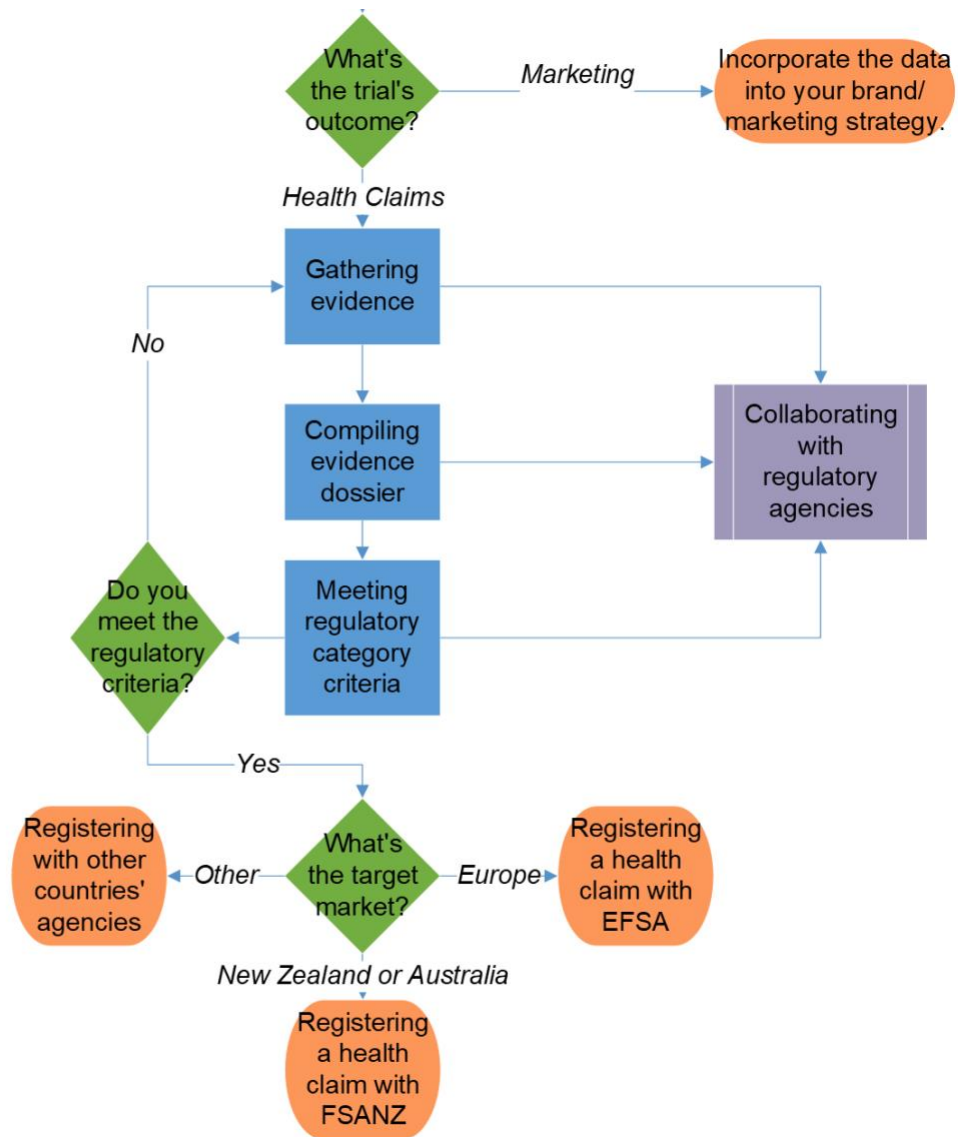 What's
the trial's
outcome?
Marketing
Incorporate the data
into your brand/
marketing strategy.
Health Claims
Gathering
evidence
No
Compiling
evidence
dossier
Collaborating
with
regulatory
agencies
Do you
meet the
regulatory
criteria?
Meeting
regulatory
category
criteria
Yes
Registering
with other
countries'
agencies
Other
What's
the target
market?
Europe
Registering
a health
claim with
EFSA
New Zealand or Australia
Registering
a health
claim with
FSANZ